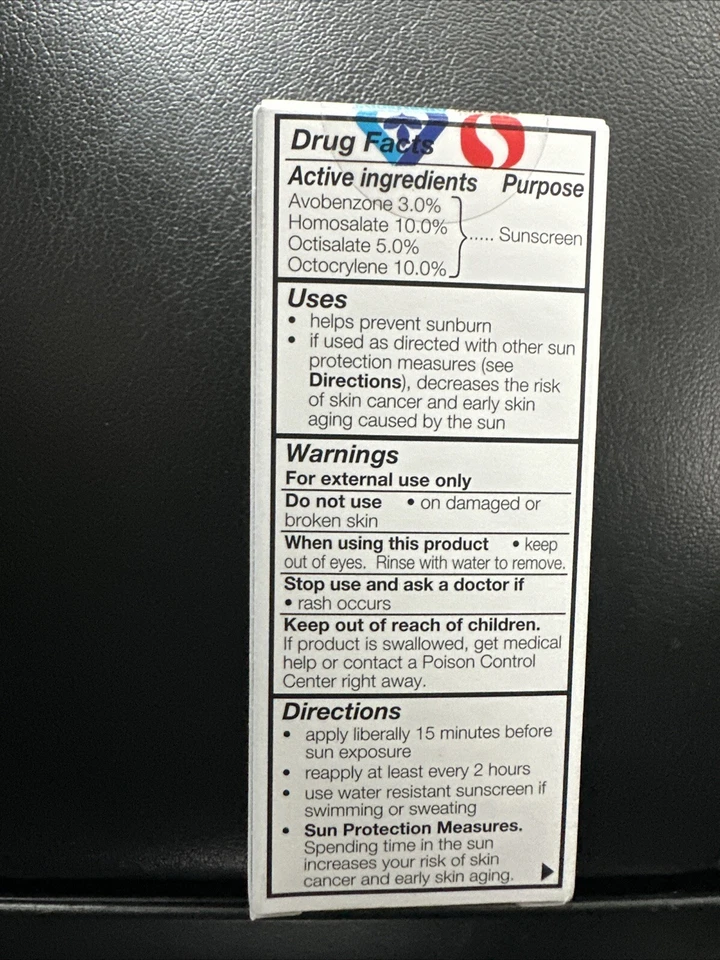 Drug Facts
Active ingredients Purpose
Avobenzone 3.0%
Homosalate 10.0%
Octisalate 5.0% ..... Sunscreen
Octocrylene 10.0%
Uses
• helps prevent sunburn
• if used as directed with other sun
protection measures (see
Directions), decreases the risk
of skin cancer and early skin
aging caused by the sun
Warnings
For external use only
Do not use • on damaged or
broken skin
When using this product • keep
out of eyes. Rinse with water to remove.
Stop use and ask a doctor if
• rash occurs
Keep out of reach of children.
If product is swallowed, get medical
help or contact a Poison Control
Center right away.
Directions
• apply liberally 15 minutes before
sun exposure
• reapply at least every 2 hours
• use water resistant sunscreen if
swimming or sweating
• Sun Protection Measures.
Spending time in the sun
increases your risk of skin
cancer and early skin aging.